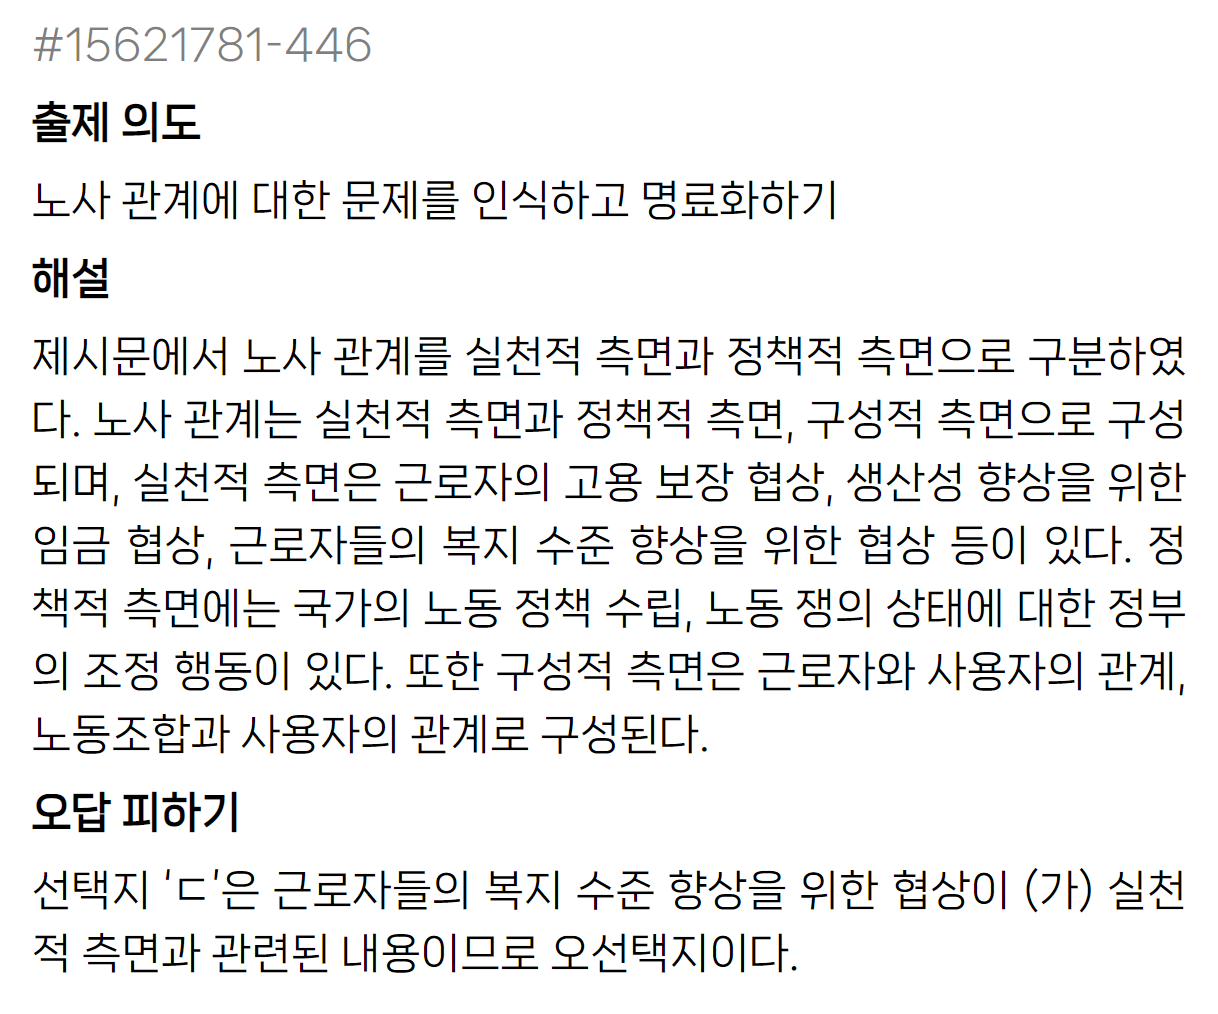 #15621781-446
출제 의도
노사 관계에 대한 문제를 인식하고 명료화하기
해설
제시문에서 노사 관계를 실천적 측면과 정책적 측면으로 구분하였
다. 노사 관계는 실천적 측면과 정책적 측면, 구성적 측면으로 구성
되며, 실천적 측면은 근로자의 고용 보장 협상, 생산성 향상을 위한
임금 협상, 근로자들의 복지 수준 향상을 위한 협상 등이 있다. 정
책적 측면에는 국가의 노동 정책 수립, 노동 쟁의 상태에 대한 정부
의 조정 행동이 있다. 또한 구성적 측면은 근로자와 사용자의 관계,
노동조합과 사용자의 관계로 구성된다.
오답 피하기
선택지 'ㄷ'은 근로자들의 복지 수준 향상을 위한 협상이 (가) 실천
적 측면과 관련된 내용이므로 오선택지이다.